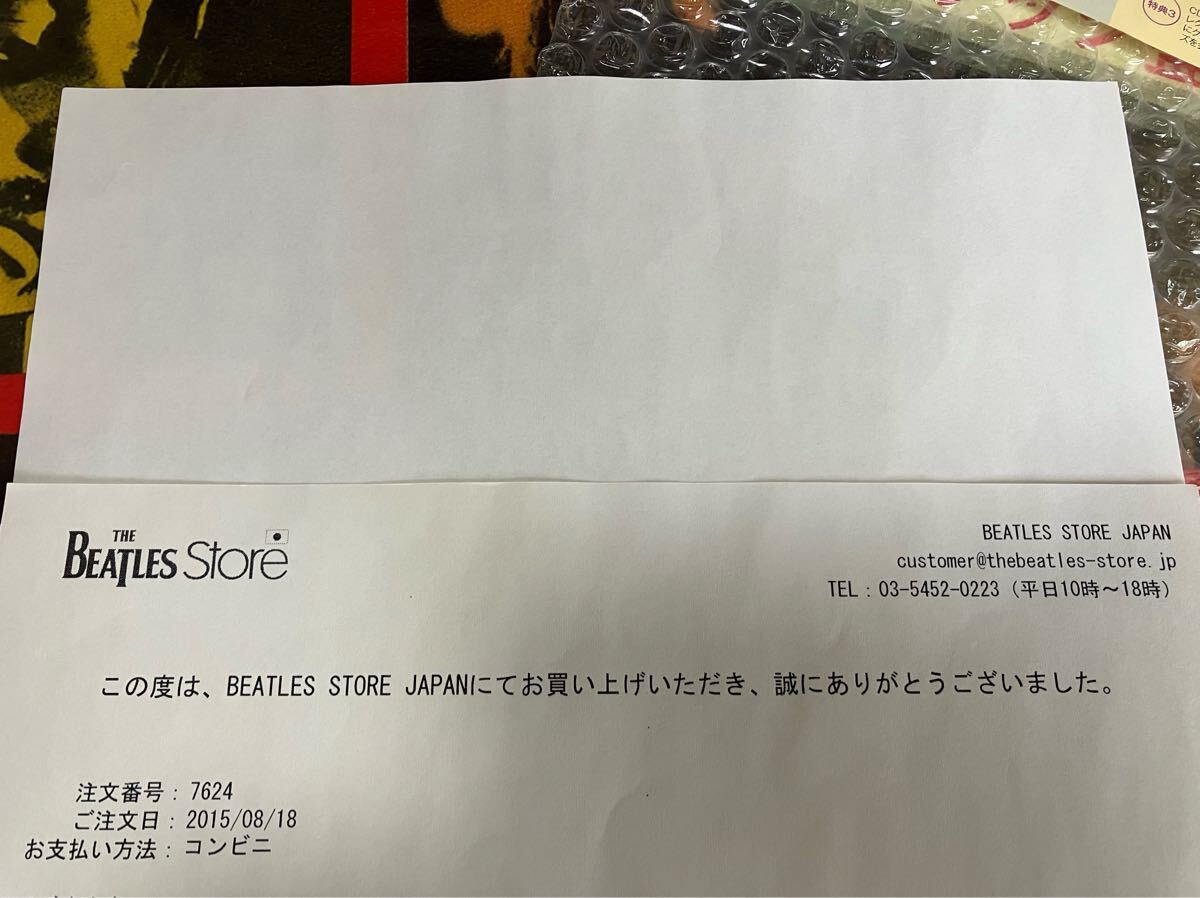 特典3
THE
BEATLES Store
BEATLES STORE JAPAN
customer@thebeatles-store.jp
TEL：03-5452-0223（平日10時～18時）
この度は、BEATLES STORE JAPANにてお買い上げいただき、誠にありがとうございました。
注文番号：7624
ご注文日：2015/08/18
お支払い方法：コンビニ